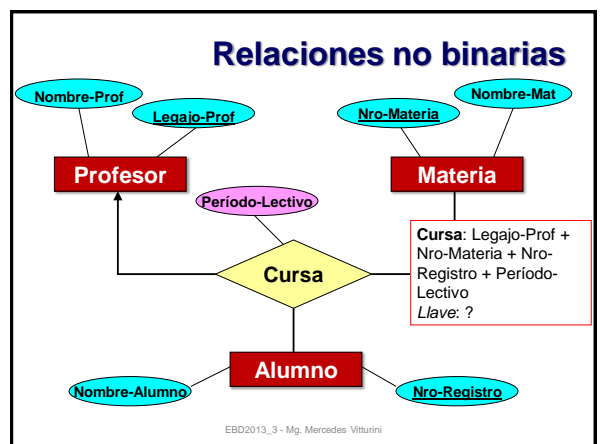 Relaciones no binarias
Nombre-Prof
Legajo-Prof
Nro-Materia
Nombre-Mat
Profesor
Materia
Período-Lectivo
Cursa
Cursa: Legajo-Prof +
Nro-Materia + Nro-
Registro + Período-
Lectivo
Llave: ?
Alumno
Nombre-Alumno
Nro-Registro
EBD2013_3 - Mg. Mercedes Vitturini